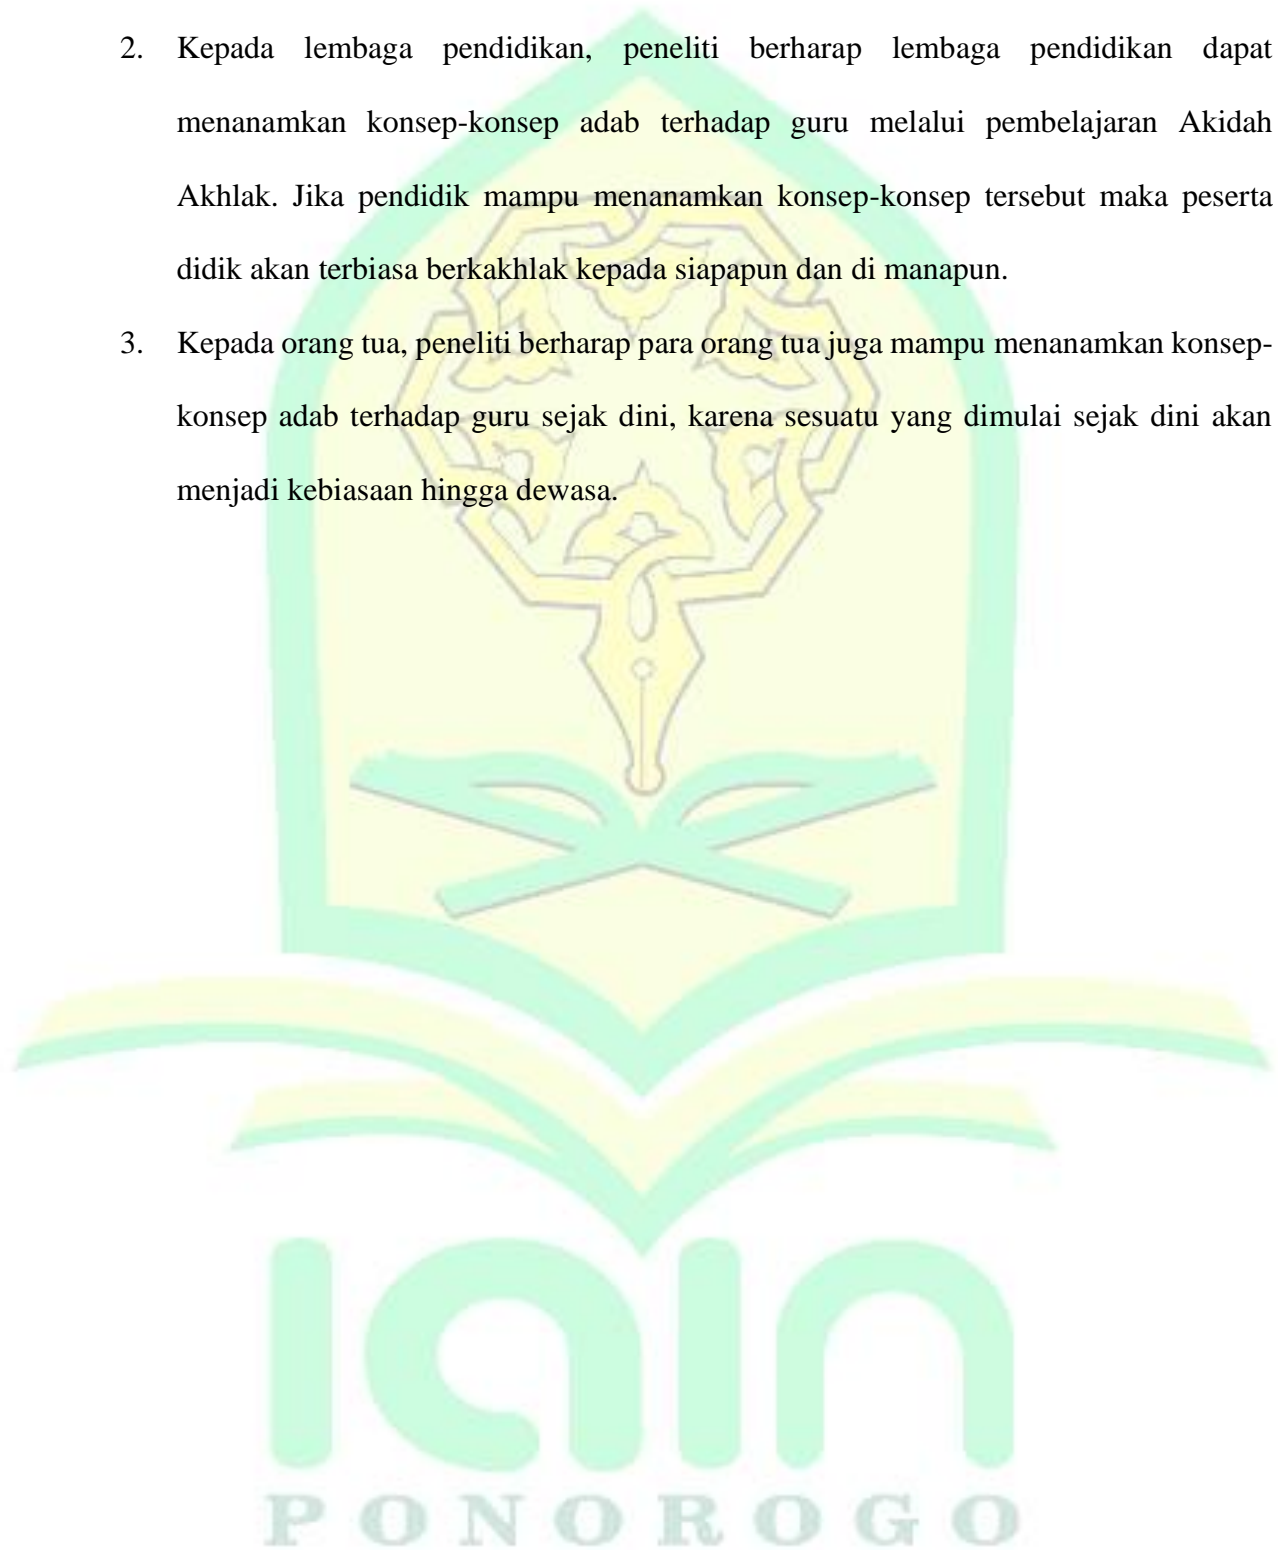 2. Kepada lembaga pendidikan, peneliti berharap lembaga pendidikan dapat
menanamkan konsep-konsep adab terhadap guru melalui pembelajaran Akidah
Akhlak. Jika pendidik mampu menanamkan konsep-konsep tersebut maka peserta
didik akan terbiasa berkakhlak kepada siapapun dan di manapun.
3. Kepada orang tua, peneliti berharap para orang tua juga mampu menanamkan konsep-
konsep adab terhadap guru sejak dini, karena sesuatu yang dimulai sejak dini akan
menjadi kebiasaan hingga dewasa.
iain
PONOROGO